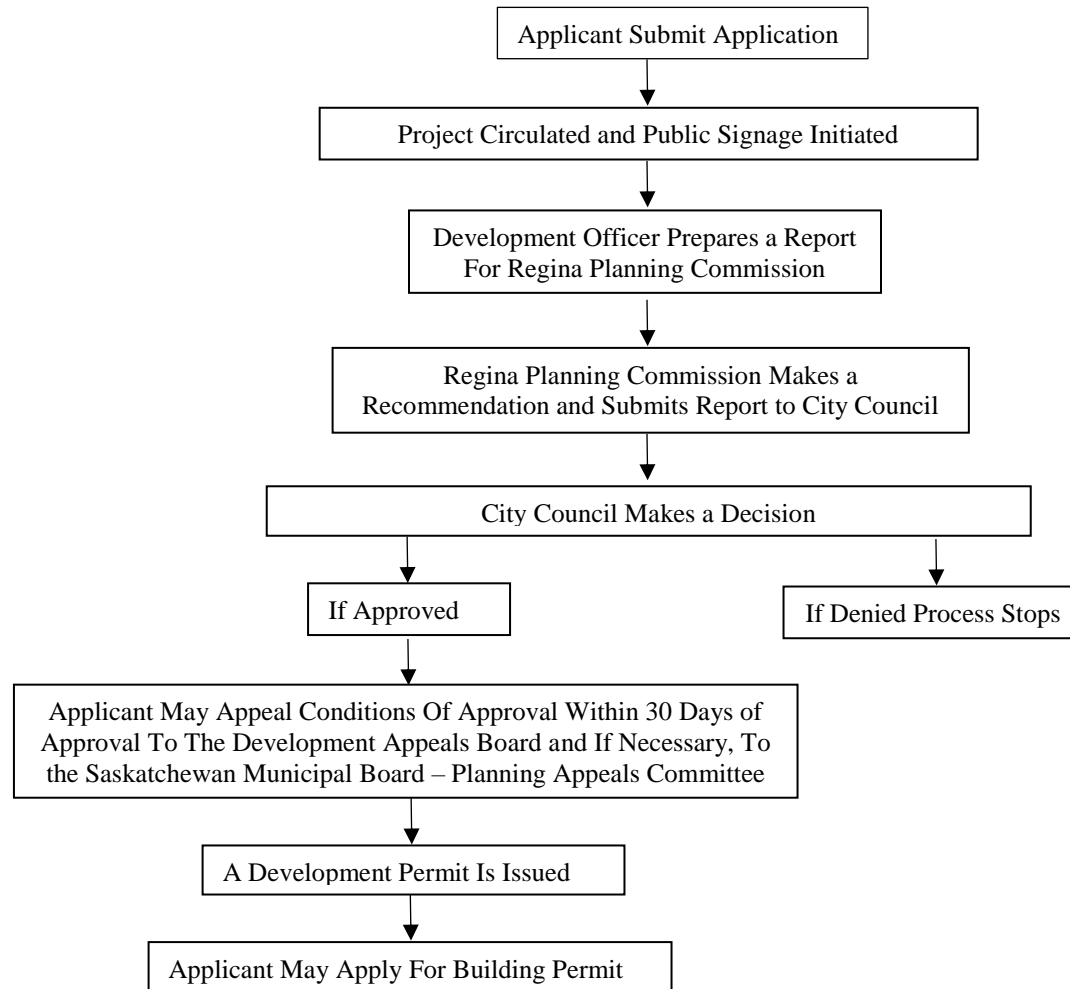 Applicant Submit Application
Project Circulated and Public Signage Initiated
Development Officer Prepares a Report
For Regina Planning Commission
Regina Planning Commission Makes a
Recommendation and Submits Report to City Council
City Council Makes a Decision
If Approved
If Denied Process Stops
Applicant May Appeal Conditions Of Approval Within 30 Days of
Approval To The Development Appeals Board and If Necessary, To
the Saskatchewan Municipal Board – Planning Appeals Committee
A Development Permit Is Issued
Applicant May Apply For Building Permit